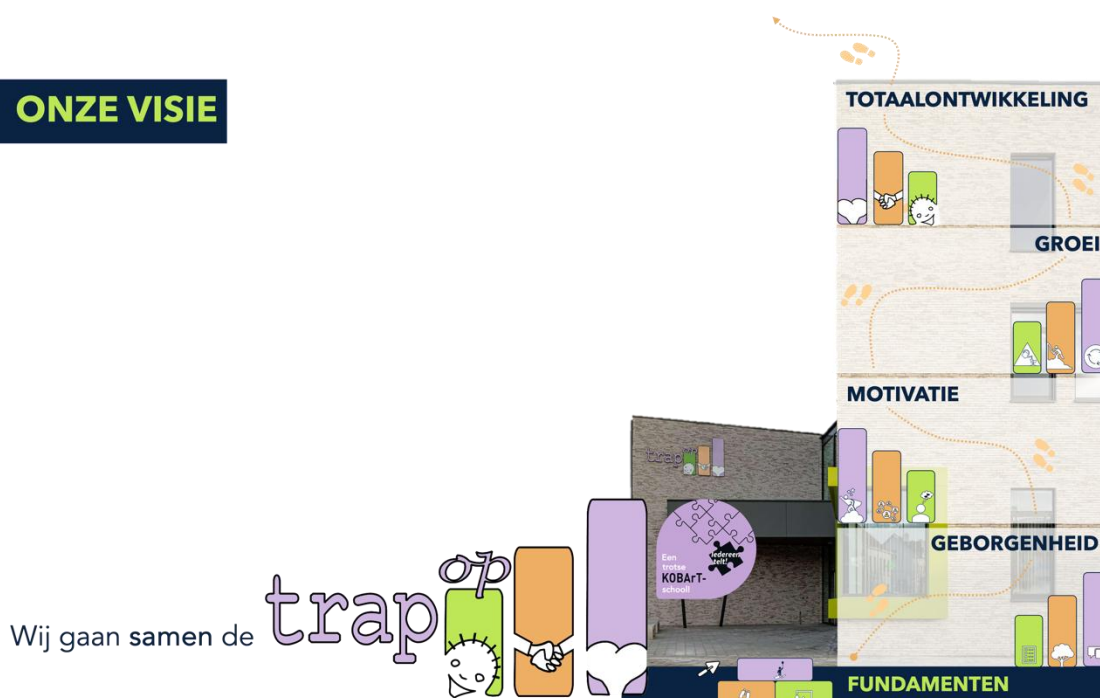 ONZE VISIE
TOTAALONTWIKKELING
GROEI
MOTIVATIE
trap op
GEBORGENHEID
Een
trotse
KOBArT-
school!
Iedereen
telt!
Wij gaan samen de trap op
FUNDAMENTEN